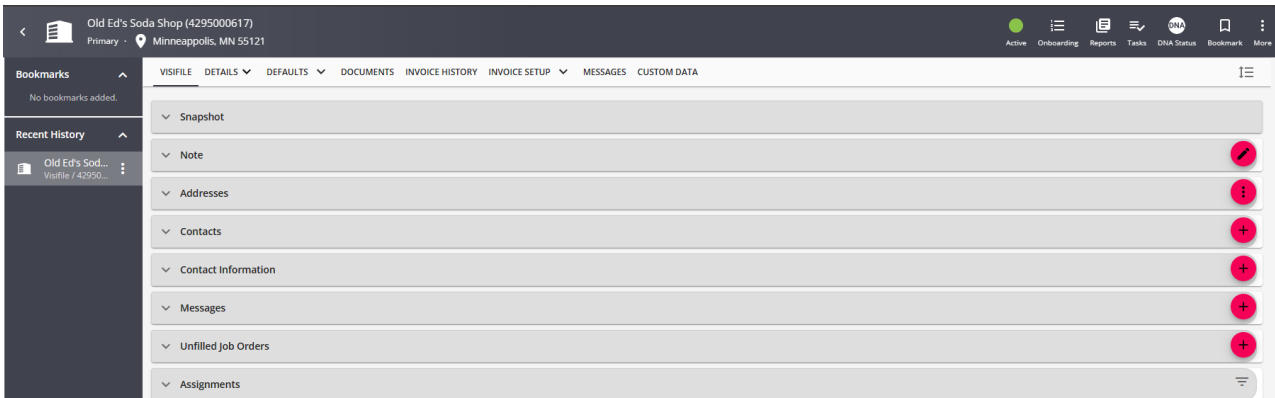 Old Ed's Soda Shop (4295000617)
Primary · Minneappolis, MN 55121
Active Onboarding Reports Tasks DNA DNA Status Bookmark More
Bookmarks
No bookmarks added.
Recent History
Old Ed's Sod...
Visifile / 42950...
VISIFILE DETAILS DEFAULTS DOCUMENTS INVOICE HISTORY INVOICE SETUP MESSAGES CUSTOM DATA
Snapshot
Note
Addresses
Contacts
Contact Information
Messages
Unfilled Job Orders
Assignments